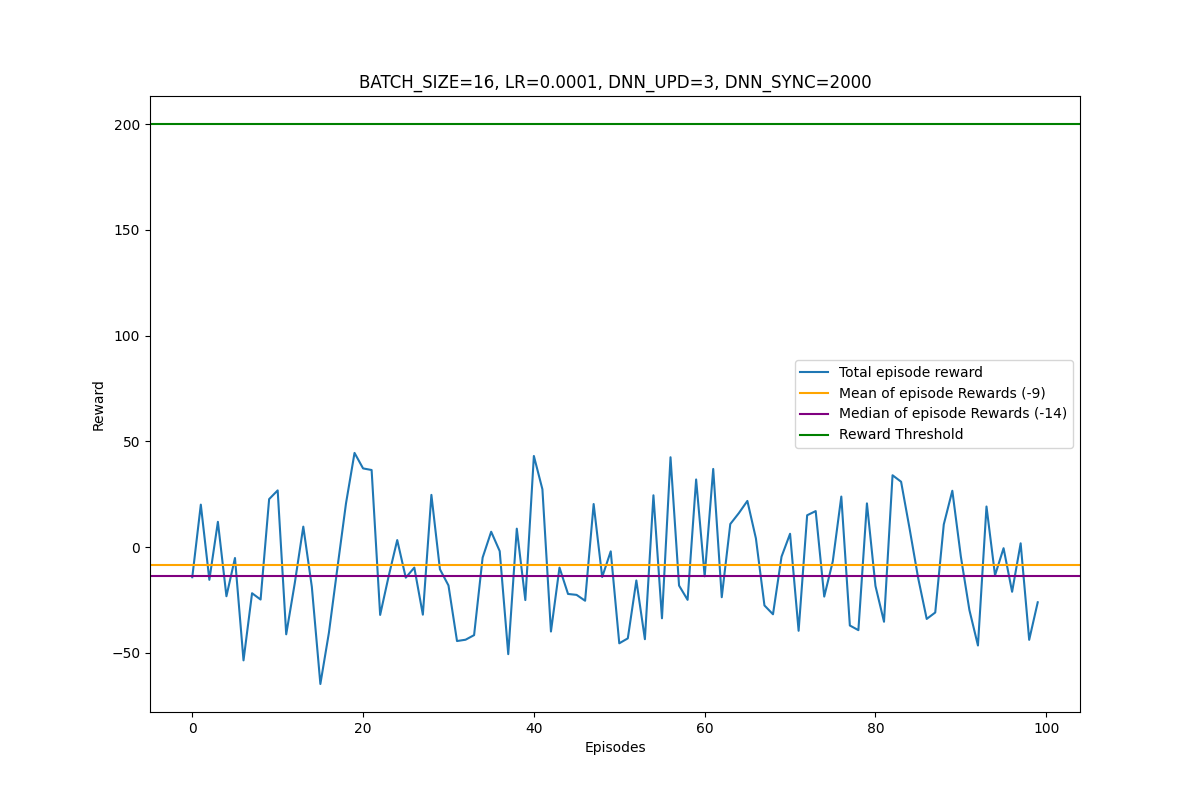 BATCH_SIZE=16, LR=0.0001, DNN_UPD=3, DNN_SYNC=2000
200
150
100
50
0
−50
Reward
Total episode reward
Mean of episode Rewards (-9)
Median of episode Rewards (-14)
Reward Threshold
0 20 40 60 80 100
Episodes